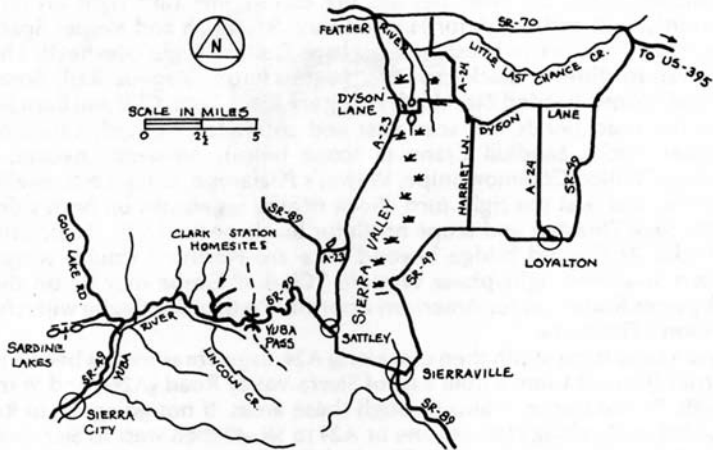 SR-70
FEATHER
RIVER
LITTLE LAST CHANCE CR.
TO US-395
N
A-24
SCALE IN MILES
0 2½ 5
DYSON
LANE
A-23
DYSON
LANE
HARRIET LN
A-24
SR-49
SIERRA VALLEY
LOYALTON
GOLD LAKE RD
CLARK STATION
HOMESITES
SR-89
A-23
SR-49
SR-49
YUBA
PASS
SATTLEY
SARDINE
LAKES
RIVER
YUBA
LINCOLN CR.
SR-49
SIERRA
CITY
SIERRAVILLE
SR-89